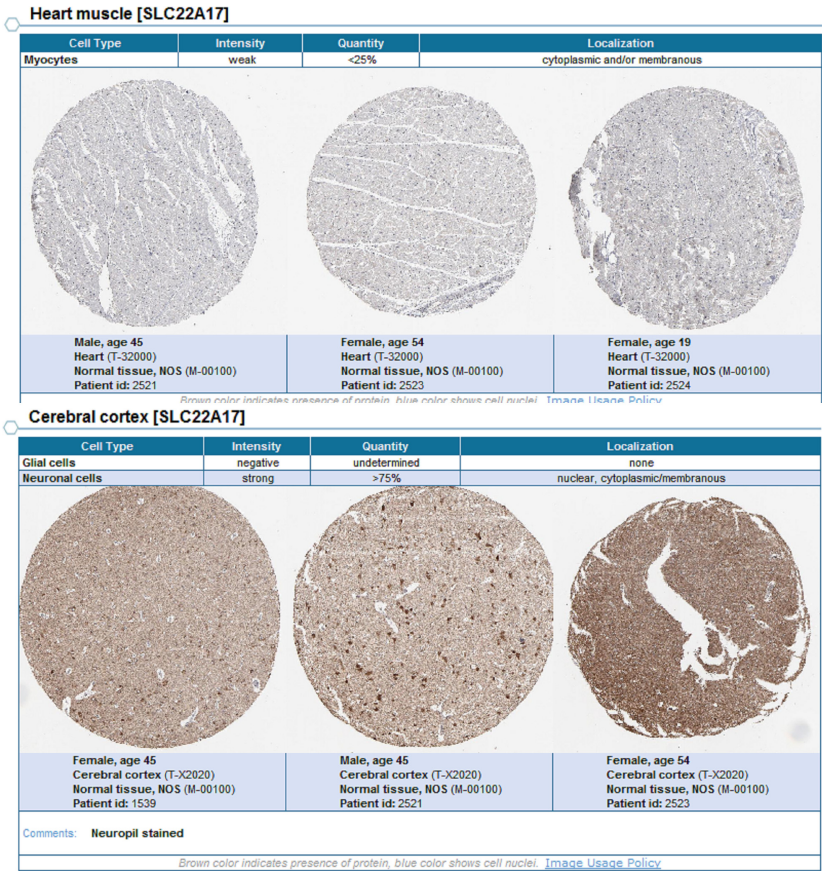 Heart muscle [SLC22A17]
Cell Type Intensity Quantity Localization
Myocytes weak <25% cytoplasmic and/or membranous
Male, age 45 Female, age 54 Female, age 19
Heart (T-32000) Heart (T-32000) Heart (T-32000)
Normal tissue, NOS (M-00100) Normal tissue, NOS (M-00100) Normal tissue, NOS (M-00100)
Patient id: 2521 Patient id: 2523 Patient id: 2524
Brown color indicates presence of protein, blue color shows cell nuclei. Image Usage Policy
Cerebral cortex [SLC22A17]
Cell Type Intensity Quantity Localization
Glial cells negative undetermined none
Neuronal cells strong >75% nuclear, cytoplasmic/membranous
Female, age 45 Male, age 45 Female, age 54
Cerebral cortex (T-X2020) Cerebral cortex (T-X2020) Cerebral cortex (T-X2020)
Normal tissue, NOS (M-00100) Normal tissue, NOS (M-00100) Normal tissue, NOS (M-00100)
Patient id: 1539 Patient id: 2521 Patient id: 2523
Comments: Neuropil stained
Brown color indicates presence of protein, blue color shows cell nuclei. Image Usage Policy